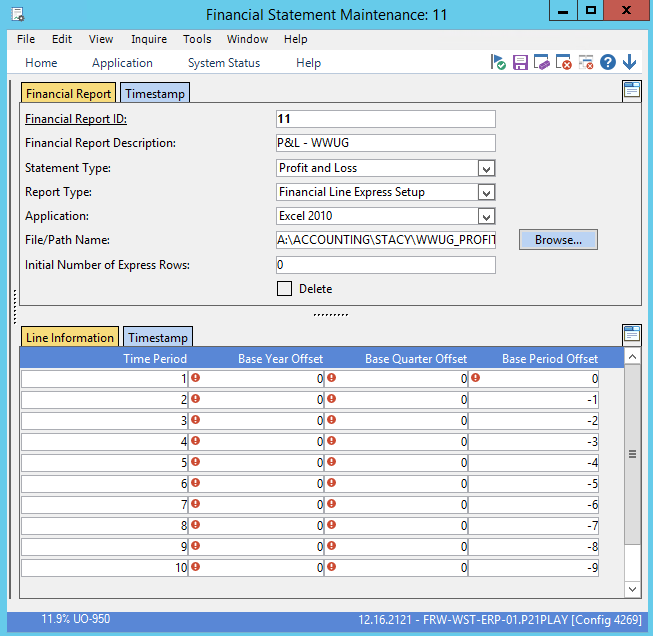 Financial Statement Maintenance: 11
File Edit View Inquire Tools Window Help
Home Application System Status Help
Financial Report Timestamp
Financial Report ID: 11
Financial Report Description: P&L - WWUG
Statement Type: Profit and Loss
Report Type: Financial Line Express Setup
Application: Excel 2010
File/Path Name: A:\ACCOUNTING\STACY\WWUG_PROFIT Browse...
Initial Number of Express Rows: 0
Delete
Line Information Timestamp
Time Period Base Year Offset Base Quarter Offset Base Period Offset
1 0 0 0
2 0 0 -1
3 0 0 -2
4 0 0 -3
5 0 0 -4
6 0 0 -5
7 0 0 -6
8 0 0 -7
9 0 0 -8
10 0 0 -9
11.9% UO-950 12.16.2121 - FRW-WST-ERP-01.P21PLAY [Config 4269]